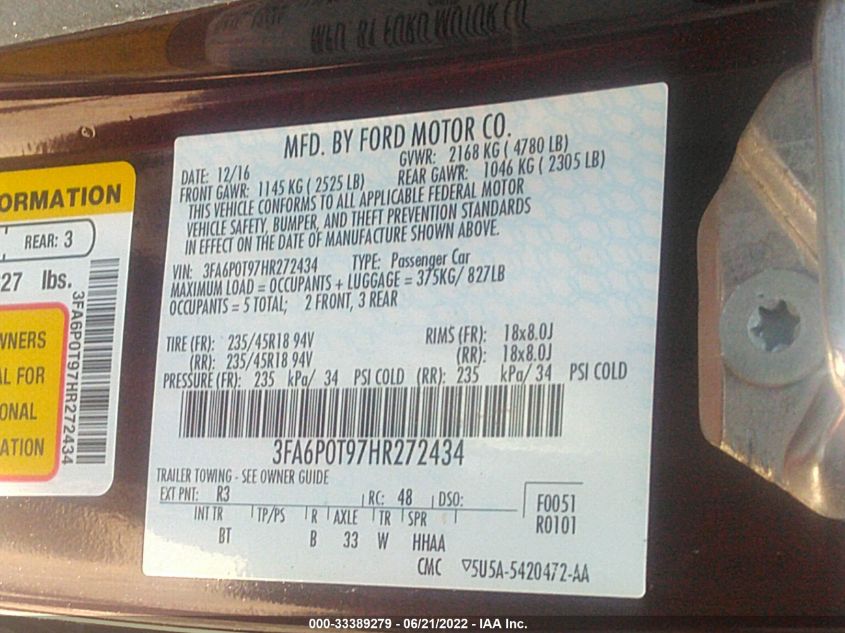 MFD. BY FORD MOTOR CO.
MFD. BY FORD MOTOR CO.
DATE: 12/16 GVWR: 2168 KG ( 4780 LB)
FRONT GAWR: 1145 KG ( 2525 LB) REAR GAWR: 1046 KG ( 2305 LB)
THIS VEHICLE CONFORMS TO ALL APPLICABLE FEDERAL MOTOR
VEHICLE SAFETY, BUMPER, AND THEFT PREVENTION STANDARDS
IN EFFECT ON THE DATE OF MANUFACTURE SHOWN ABOVE.
VIN: 3FA6P0T97HR272434 TYPE: Passenger Car
MAXIMUM LOAD = OCCUPANTS + LUGGAGE = 375KG/ 827LB
OCCUPANTS = 5 TOTAL; 2 FRONT, 3 REAR
TIRE (FR): 235/45R18 94V RIMS (FR): 18x8.0J
(RR): 235/45R18 94V (RR): 18x8.0J
PRESSURE (FR): 235 kPa/ 34 PSI COLD (RR): 235 kPa/ 34 PSI COLD
3FA6P0T97HR272434
TRAILER TOWING - SEE OWNER GUIDE
EXT PNT: R3 RC: 48 DSO:
INT TR TP/PS R AXLE TR SPR
BT B 33 W HHAA
F0051
R0101
CMC ▽5U5A-5420472-AA
ORMATION
REAR: 3
27 lbs.
3FA6P0T97HR272434
WNERS
AL FOR
ONAL
ATION
000-33389279 - 06/21/2022 - IAA Inc.